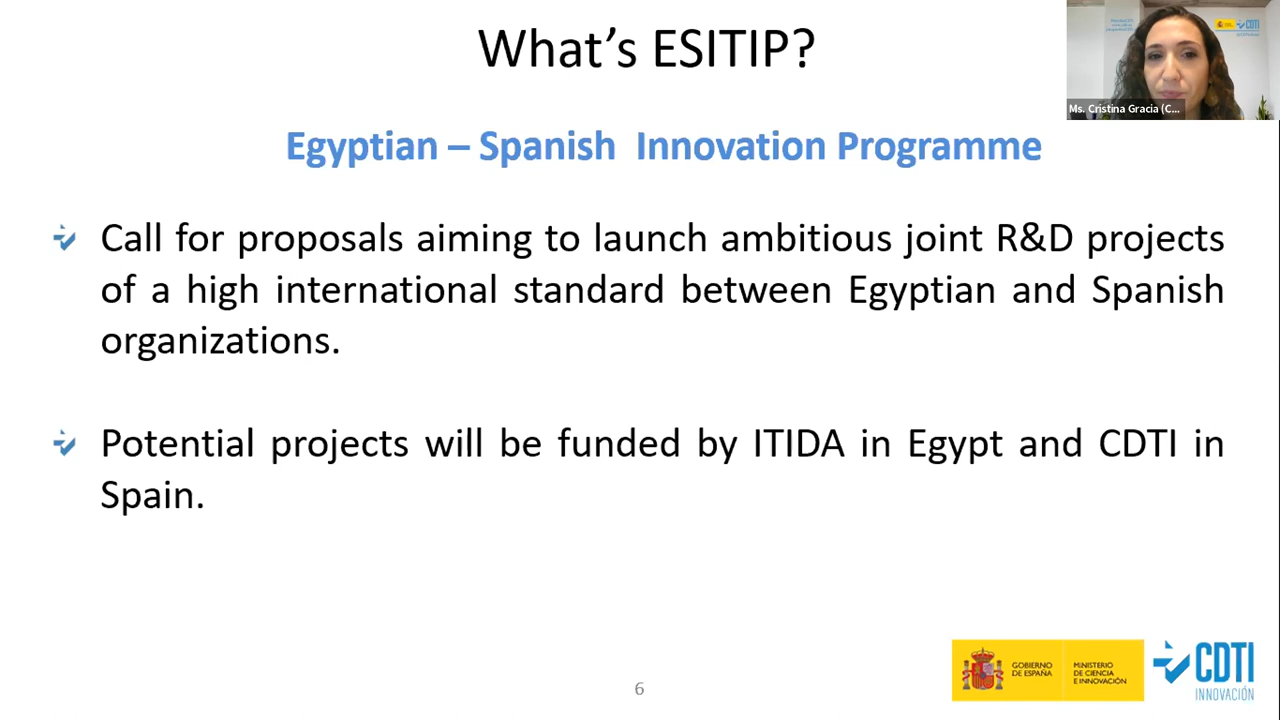 What's ESITIP?
Ms. Cristina Gracia (C...
Egyptian – Spanish Innovation Programme
Call for proposals aiming to launch ambitious joint R&D projects
of a high international standard between Egyptian and Spanish
organizations.
Potential projects will be funded by ITIDA in Egypt and CDTI in
Spain.
GOBIERNO
DE ESPAÑA
MINISTERIO
DE CIENCIA
E INNOVACIÓN
CDTI
INNOVACIÓN
6